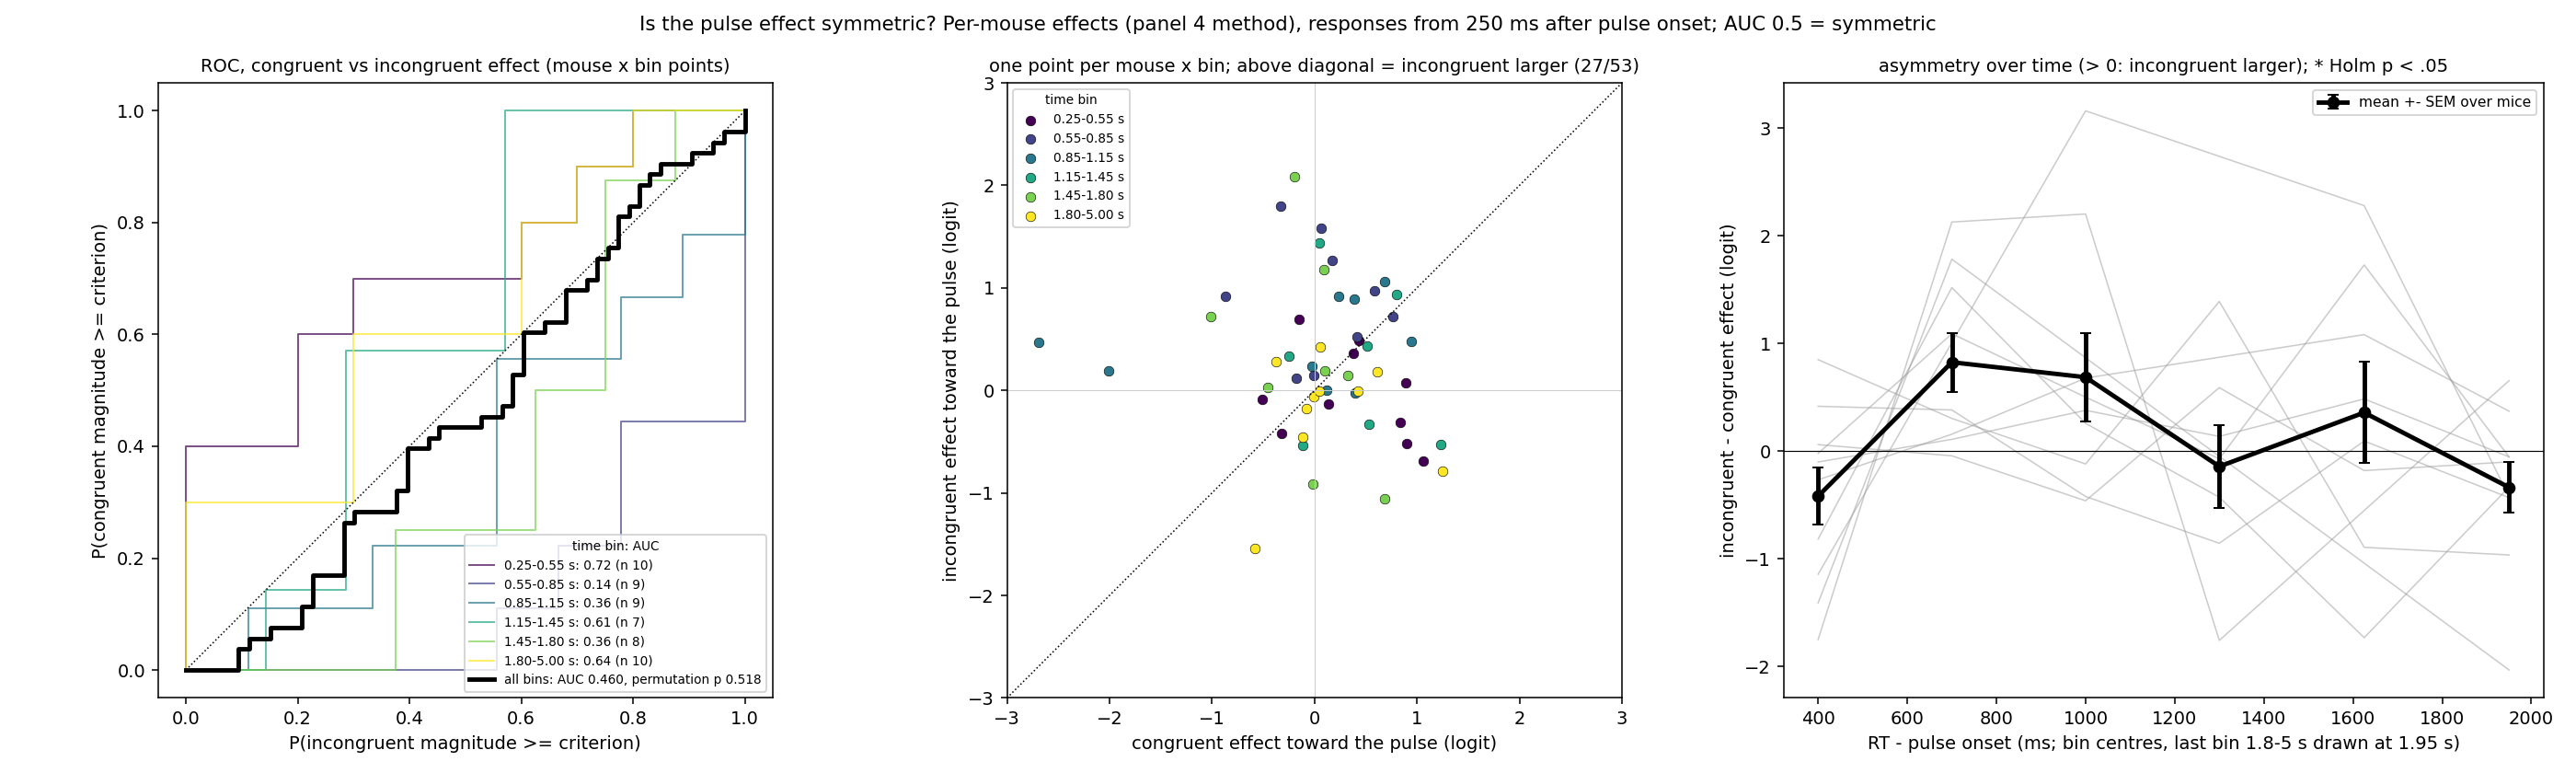 Is the pulse effect symmetric? Per-mouse effects (panel 4 method), responses from 250 ms after pulse onset; AUC 0.5 = symmetric
ROC, congruent vs incongruent effect (mouse x bin points)
P(congruent magnitude >= criterion)
1.0
0.8
0.6
0.4
0.2
0.0
time bin: AUC
0.25-0.55 s: 0.72 (n 10)
0.55-0.85 s: 0.14 (n 9)
0.85-1.15 s: 0.36 (n 9)
1.15-1.45 s: 0.61 (n 7)
1.45-1.80 s: 0.36 (n 8)
1.80-5.00 s: 0.64 (n 10)
all bins: AUC 0.460, permutation p 0.518
0.0 0.2 0.4 0.6 0.8 1.0
P(incongruent magnitude >= criterion)
one point per mouse x bin; above diagonal = incongruent larger (27/53)
incongruent effect toward the pulse (logit)
3
2
1
0
−1
−2
−3
time bin
0.25-0.55 s
0.55-0.85 s
0.85-1.15 s
1.15-1.45 s
1.45-1.80 s
1.80-5.00 s
−3 −2 −1 0 1 2 3
congruent effect toward the pulse (logit)
asymmetry over time (> 0: incongruent larger); * Holm p < .05
incongruent - congruent effect (logit)
3
2
1
0
−1
−2
mean +- SEM over mice
400 600 800 1000 1200 1400 1600 1800 2000
RT - pulse onset (ms; bin centres, last bin 1.8-5 s drawn at 1.95 s)